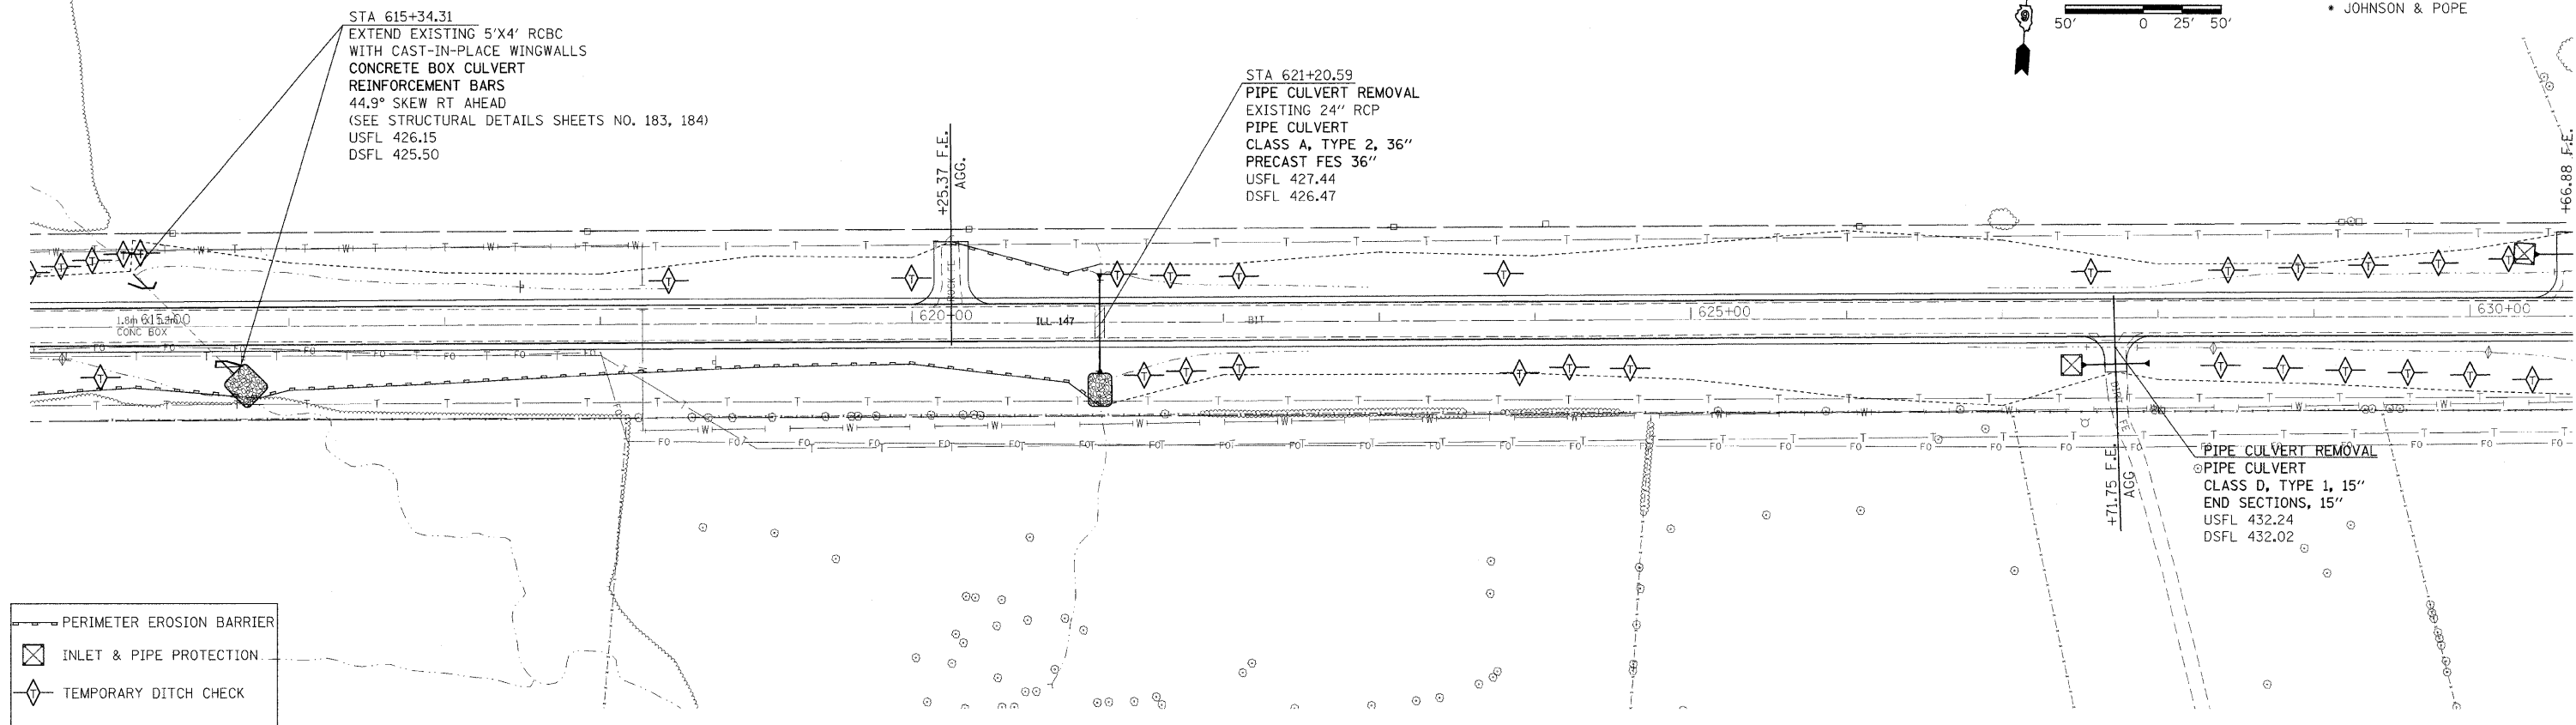 STA 615+34.31
EXTEND EXISTING 5'X4' RCBC
WITH CAST-IN-PLACE WINGWALLS
CONCRETE BOX CULVERT
REINFORCEMENT BARS
44.9° SKEW RT AHEAD
(SEE STRUCTURAL DETAILS SHEETS NO. 183, 184)
USFL 426.15
DSFL 425.50
STA 621+20.59
PIPE CULVERT REMOVAL
EXISTING 24" RCP
PIPE CULVERT
CLASS A, TYPE 2, 36"
PRECAST FES 36"
USFL 427.44
DSFL 426.47
50' 0 25' 50'
* JOHNSON & POPE
+25.37 F.E.
AGG.
+66.88 F.E.
615+00
CONC BOX
620+00
ILL-147
BIT
625+00
630+00
+71.75 F.E.
AGG
PIPE CULVERT REMOVAL
PIPE CULVERT
CLASS D, TYPE 1, 15"
END SECTIONS, 15"
USFL 432.24
DSFL 432.02
PERIMETER EROSION BARRIER
INLET & PIPE PROTECTION
TEMPORARY DITCH CHECK